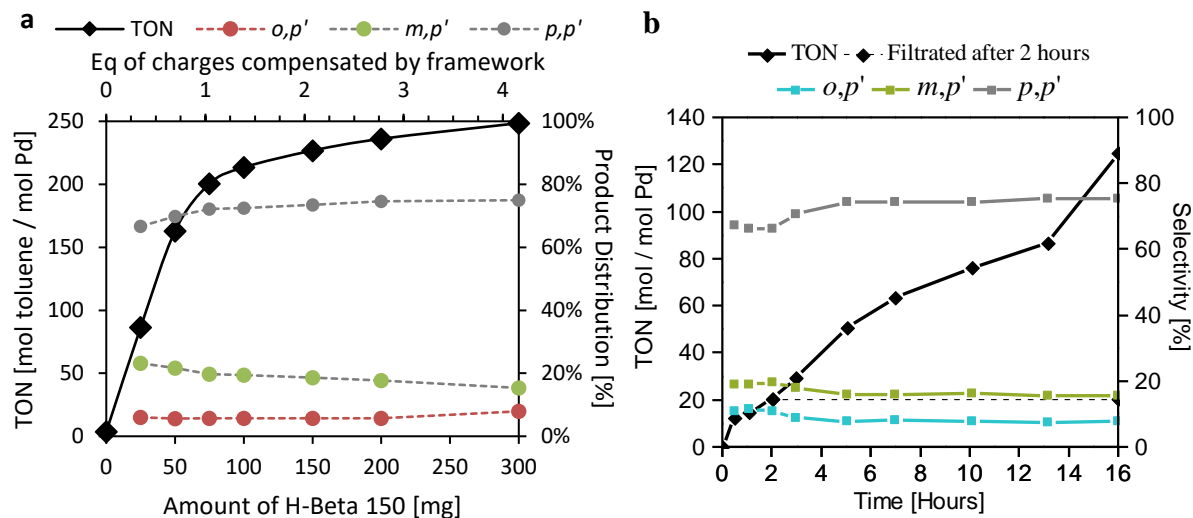 a
TON o,p' m,p' p,p'
Eq of charges compensated by framework
0 1 2 3 4
250 200 150 100 50 0
TON [mol toluene / mol Pd]
100% 80% 60% 40% 20% 0%
Product Distribution [%]
0 50 100 150 200 300
Amount of H-Beta 150 [mg]
b
TON Filtrated after 2 hours
o,p' m,p' p,p'
140 120 100 80 60 40 20 0
TON [mol / mol Pd]
100 80 60 40 20 0
Selectivity [%]
0 2 4 6 8 10 12 14 16
Time [Hours]